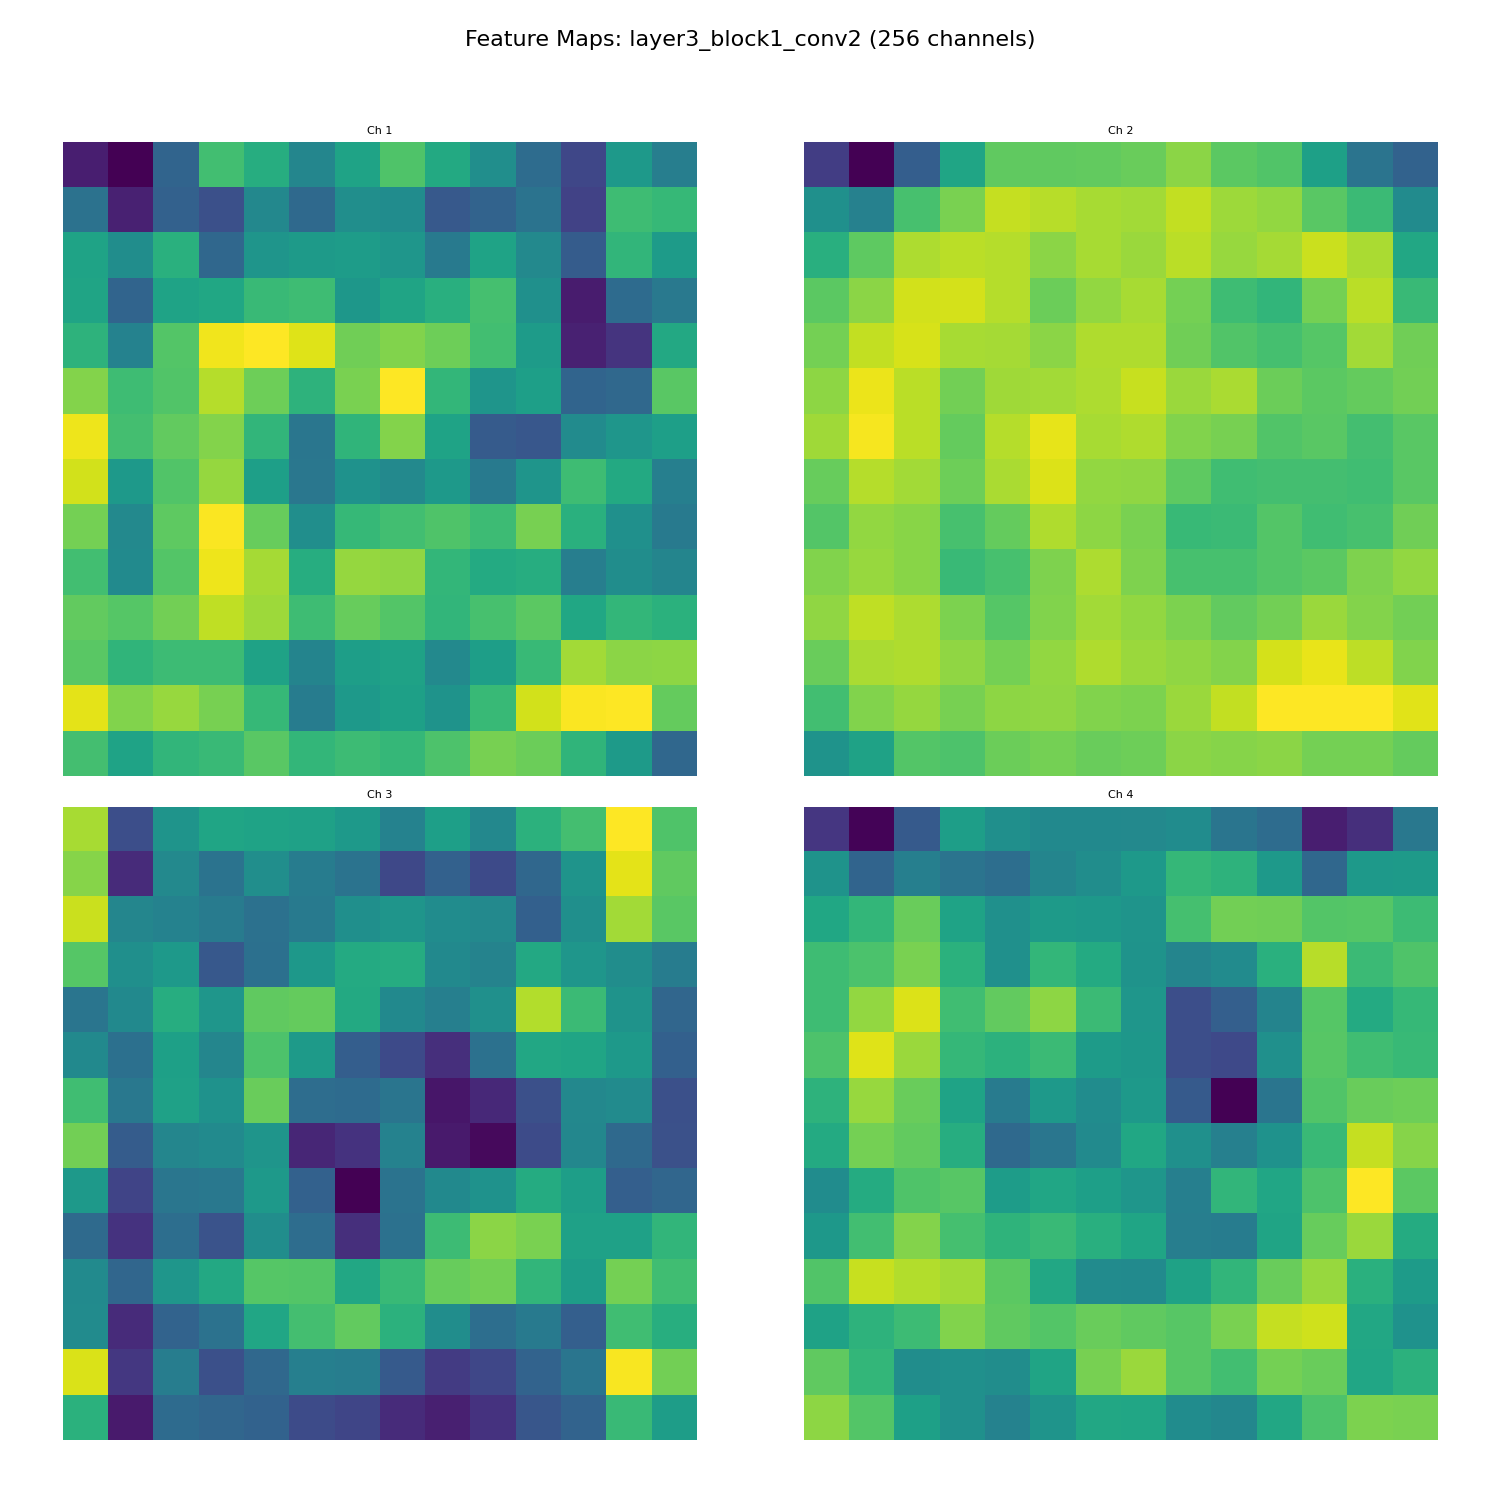 Feature Maps: layer3_block1_conv2 (256 channels)
Ch 1
Ch 2
Ch 3
Ch 4